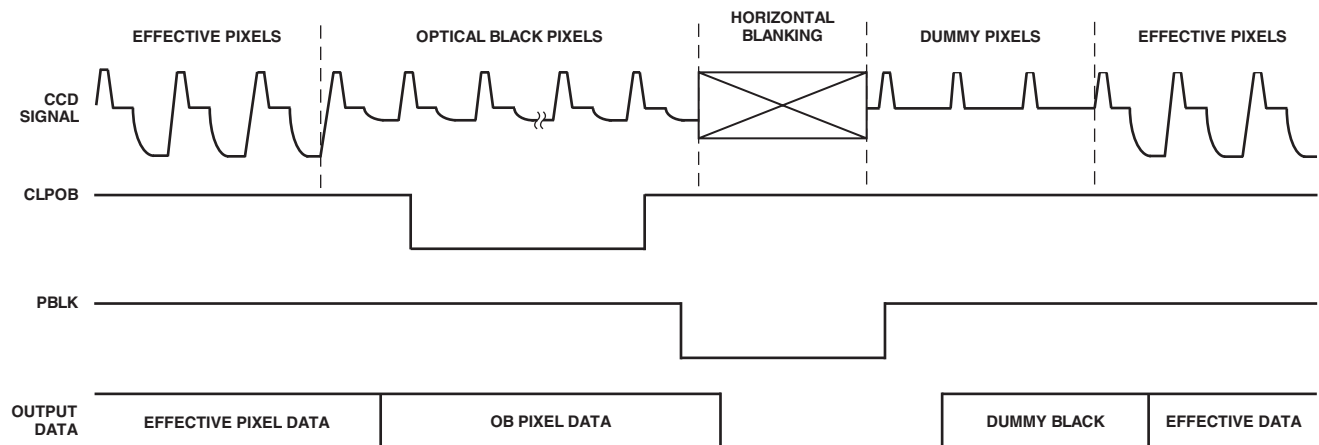 EFFECTIVE PIXELS
OPTICAL BLACK PIXELS
HORIZONTAL
BLANKING
DUMMY PIXELS
EFFECTIVE PIXELS
CCD
SIGNAL
CLPOB
PBLK
OUTPUT
DATA
EFFECTIVE PIXEL DATA
OB PIXEL DATA
DUMMY BLACK
EFFECTIVE DATA